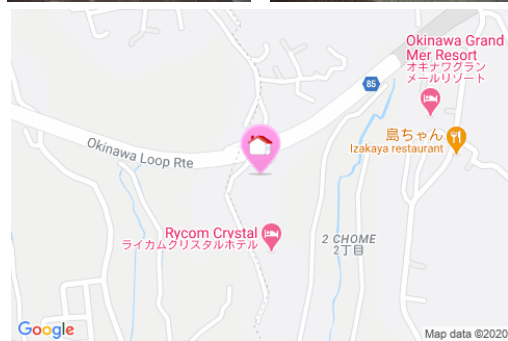 Okinawa Grand
Mer Resort
オキナワグラン
メールリゾート
85
島ちゃん
Izakaya restaurant
Okinawa Loop Rte
Rycom Crystal
ライカムクリスタルホテル
2 CHOME
2丁目
Google
Map data ©2020